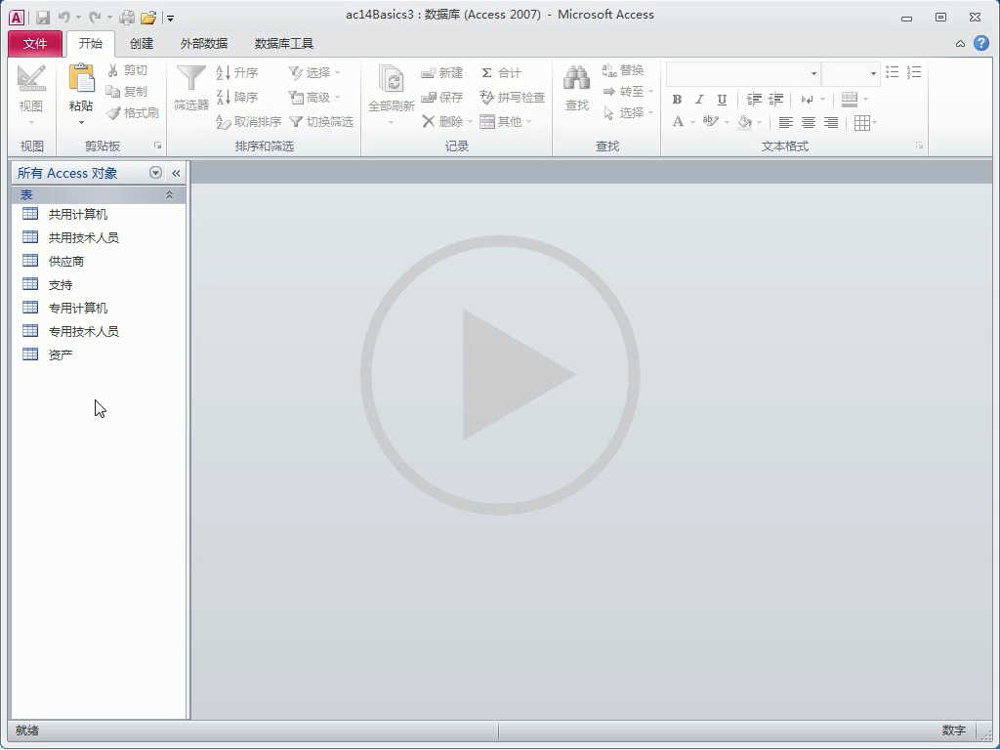 ac14Basics3 : 数据库 (Access 2007) - Microsoft Access
文件 开始 创建 外部数据 数据库工具
视图
视图
粘贴
剪切
复制
格式刷
剪贴板
筛选器
升序
降序
取消排序
选择
高级
切换筛选
排序和筛选
全部刷新
新建
保存
删除
合计
拼写检查
其他
记录
查找
替换
转至
选择
查找
B I U
A
文本格式
所有 Access 对象
表
共用计算机
共用技术人员
供应商
支持
专用计算机
专用技术人员
资产
就绪
数字